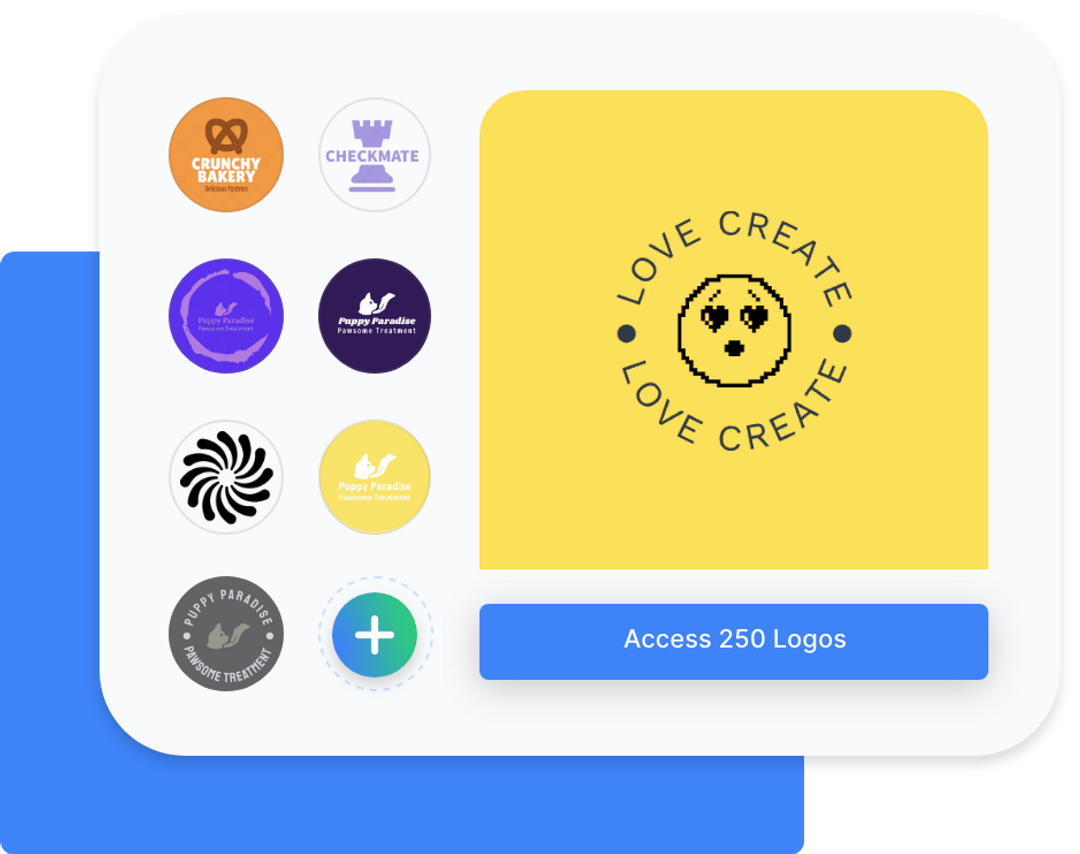 CRUNCHY
BAKERY
Delicious Pastries
CHECKMATE
Puppy Paradise
Pawsome Treatment
Puppy Paradise
Pawsome Treatment
Puppy Paradise
Pawsome Treatment
PUPPY PARADISE
PAWSOME TREATMENT
LOVE CREATE
LOVE CREATE
Access 250 Logos